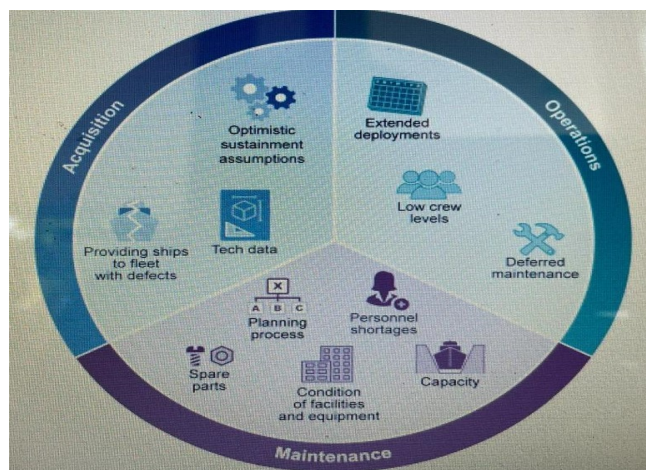 Acquisition
Optimistic
sustainment
assumptions
Providing ships
to fleet
with defects
Tech data
Operations
Extended
deployments
Low crew
levels
Deferred
maintenance
X
A B C
Planning
process
Personnel
shortages
Spare
parts
Condition
of facilities
and equipment
Capacity
Maintenance